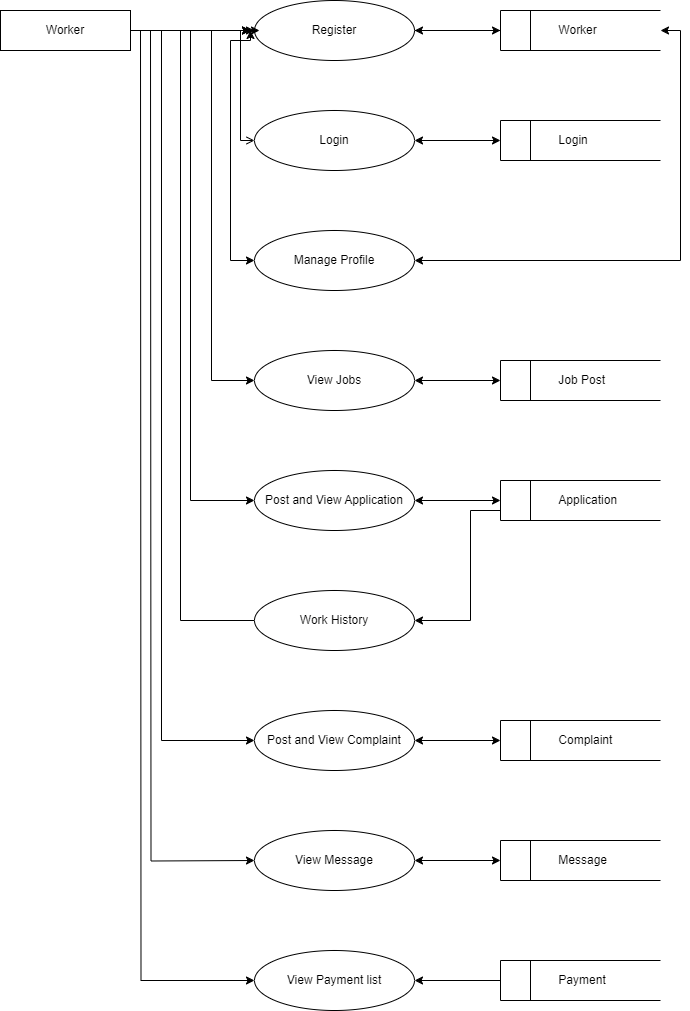 Worker
Register
Worker
Login
Login
Manage Profile
View Jobs
Job Post
Post and View Application
Application
Work History
Post and View Complaint
Complaint
View Message
Message
View Payment list
Payment